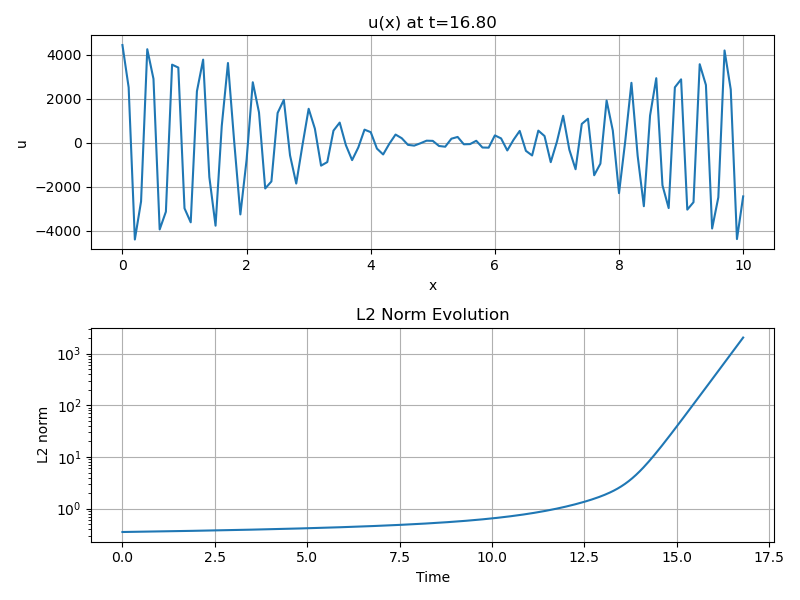 u(x) at t=16.80
4000
2000
0
−2000
−4000
u
0 2 4 6 8 10
x
L2 Norm Evolution
10³
10²
10¹
10⁰
L2 norm
0.0 2.5 5.0 7.5 10.0 12.5 15.0 17.5
Time